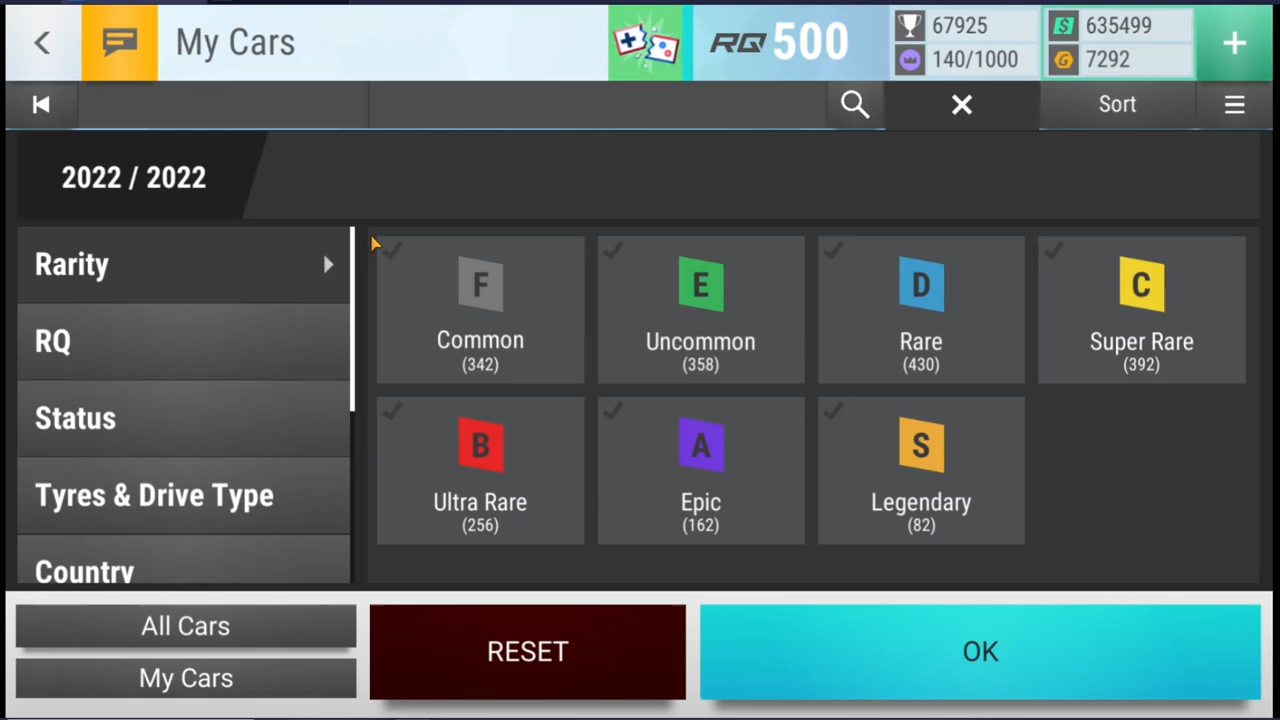 My Cars
RQ 500
67925
140/1000
S 635499
G 7292
+
Sort
2022 / 2022
Rarity
RQ
Status
Tyres & Drive Type
Country
F
Common
(342)
E
Uncommon
(358)
D
Rare
(430)
C
Super Rare
(392)
B
Ultra Rare
(256)
A
Epic
(162)
S
Legendary
(82)
All Cars
My Cars
RESET
OK